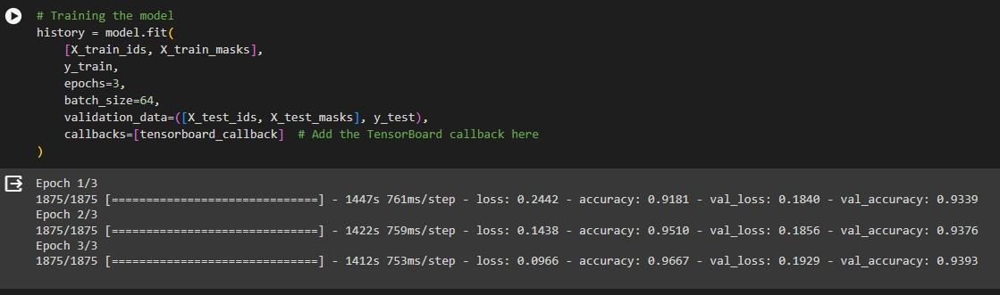 # Training the model
history = model.fit(
    [X_train_ids, X_train_masks],
    y_train,
    epochs=3,
    batch_size=64,
    validation_data=([X_test_ids, X_test_masks], y_test),
    callbacks=[tensorboard_callback]  # Add the TensorBoard callback here
)
Epoch 1/3
1875/1875 [==============================] - 1447s 761ms/step - loss: 0.2442 - accuracy: 0.9181 - val_loss: 0.1840 - val_accuracy: 0.9339
Epoch 2/3
1875/1875 [==============================] - 1422s 759ms/step - loss: 0.1438 - accuracy: 0.9510 - val_loss: 0.1856 - val_accuracy: 0.9376
Epoch 3/3
1875/1875 [==============================] - 1412s 753ms/step - loss: 0.0966 - accuracy: 0.9667 - val_loss: 0.1929 - val_accuracy: 0.9393